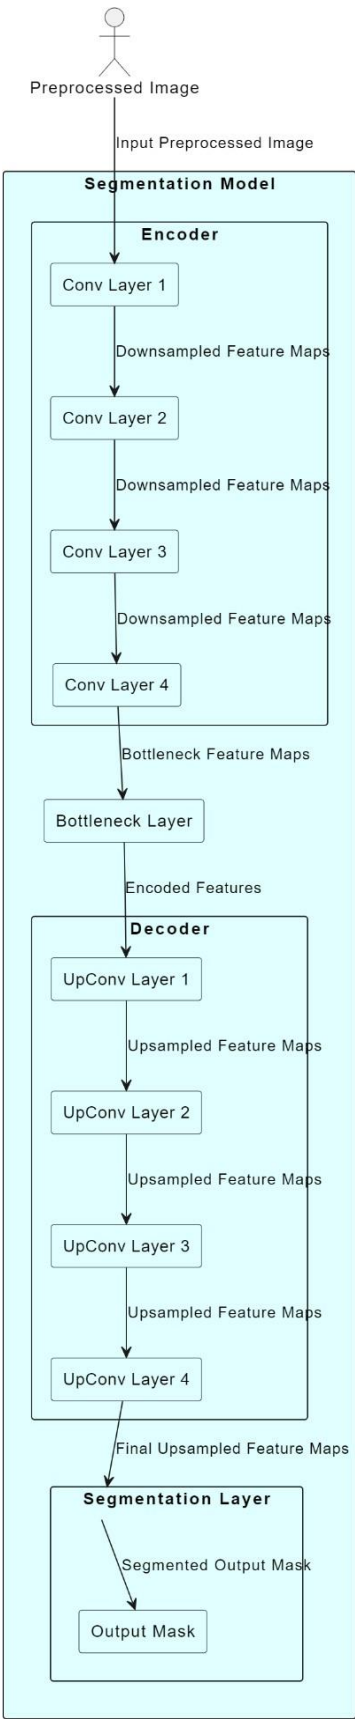 Preprocessed Image
Input Preprocessed Image
Segmentation Model
Encoder
Conv Layer 1
Downsampled Feature Maps
Conv Layer 2
Downsampled Feature Maps
Conv Layer 3
Downsampled Feature Maps
Conv Layer 4
Bottleneck Feature Maps
Bottleneck Layer
Encoded Features
Decoder
UpConv Layer 1
Upsampled Feature Maps
UpConv Layer 2
Upsampled Feature Maps
UpConv Layer 3
Upsampled Feature Maps
UpConv Layer 4
Final Upsampled Feature Maps
Segmentation Layer
Segmented Output Mask
Output Mask